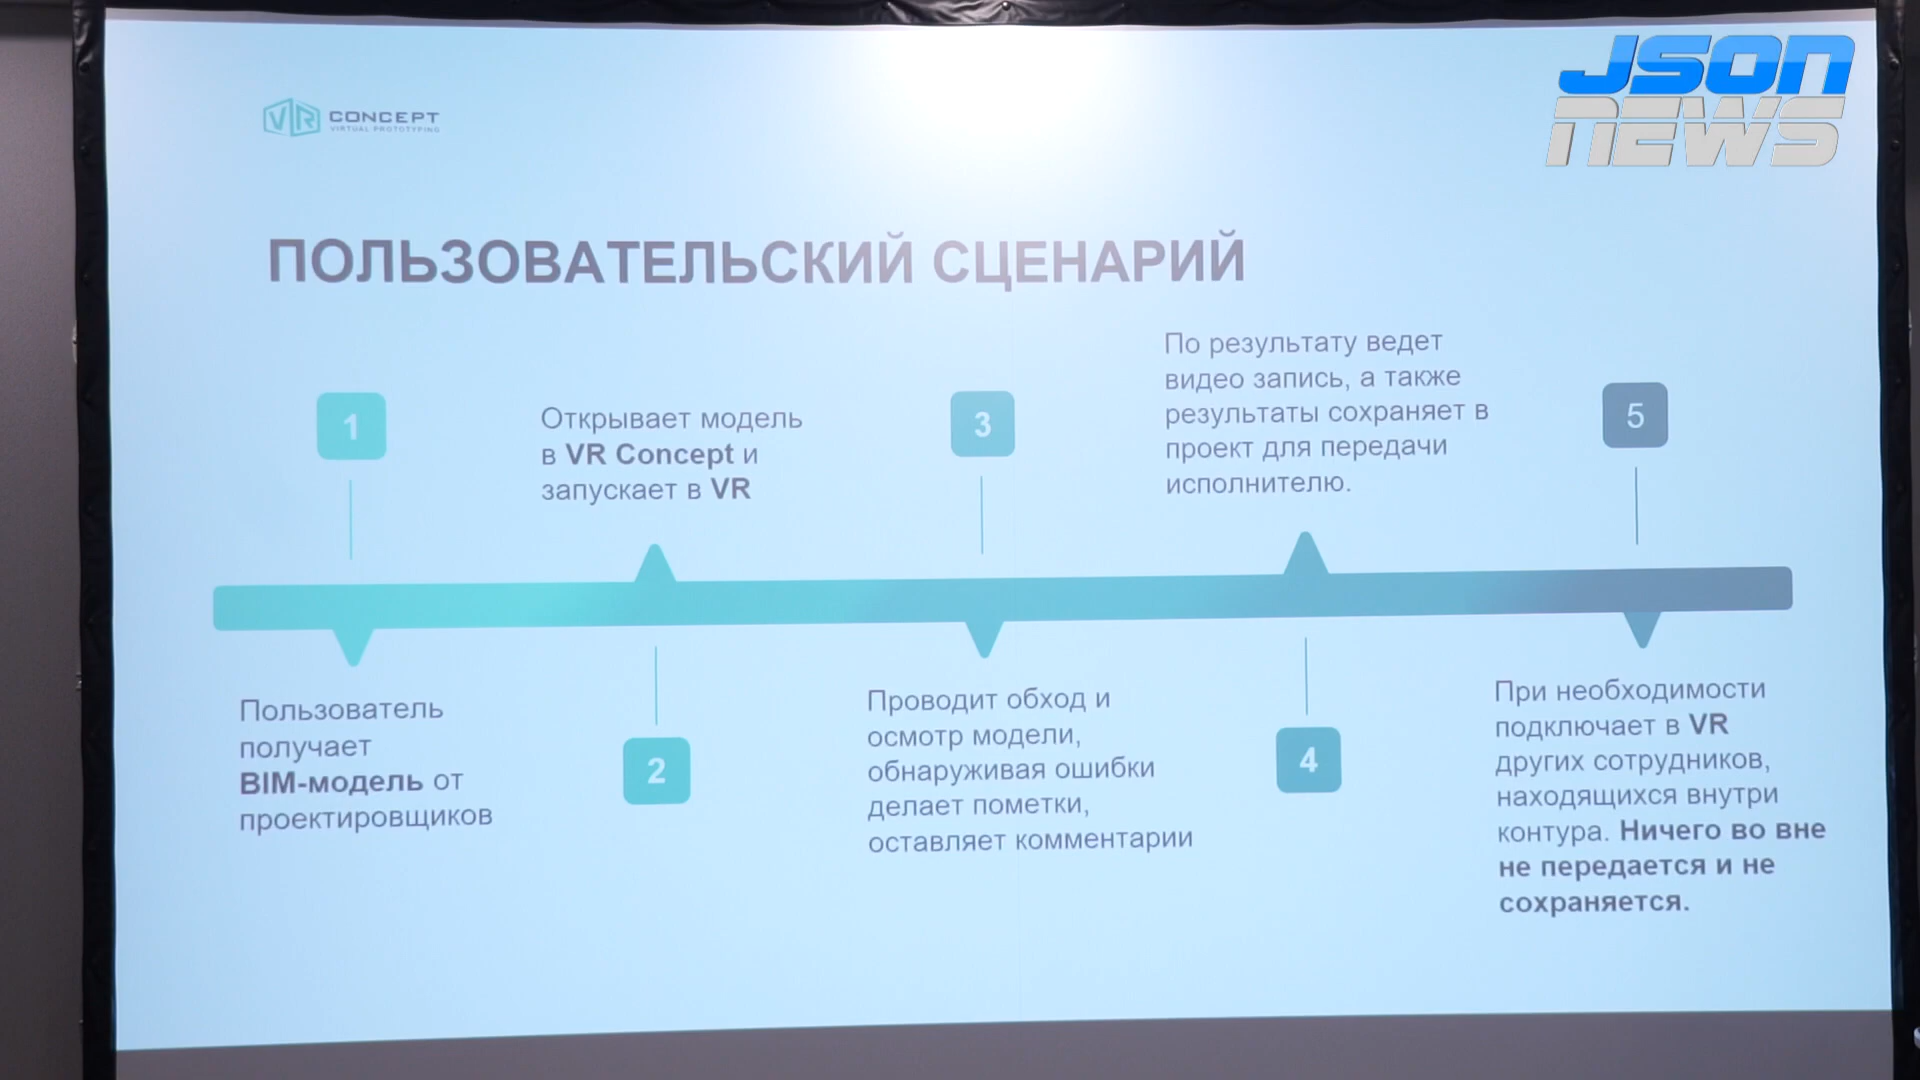 VR CONCEPT
VIRTUAL PROTOTYPING
JSON
NEWS
ПОЛЬЗОВАТЕЛЬСКИЙ СЦЕНАРИЙ
1
Пользователь
получает
BIM-модель от
проектировщиков
Открывает модель
в VR Concept и
запускает в VR
2
3
Проводит обход и
осмотр модели,
обнаруживая ошибки
делает пометки,
оставляет комментарии
По результату ведет
видео запись, а также
результаты сохраняет в
проект для передачи
исполнителю.
4
5
При необходимости
подключает в VR
других сотрудников,
находящихся внутри
контура. Ничего во вне
не передается и не
сохраняется.